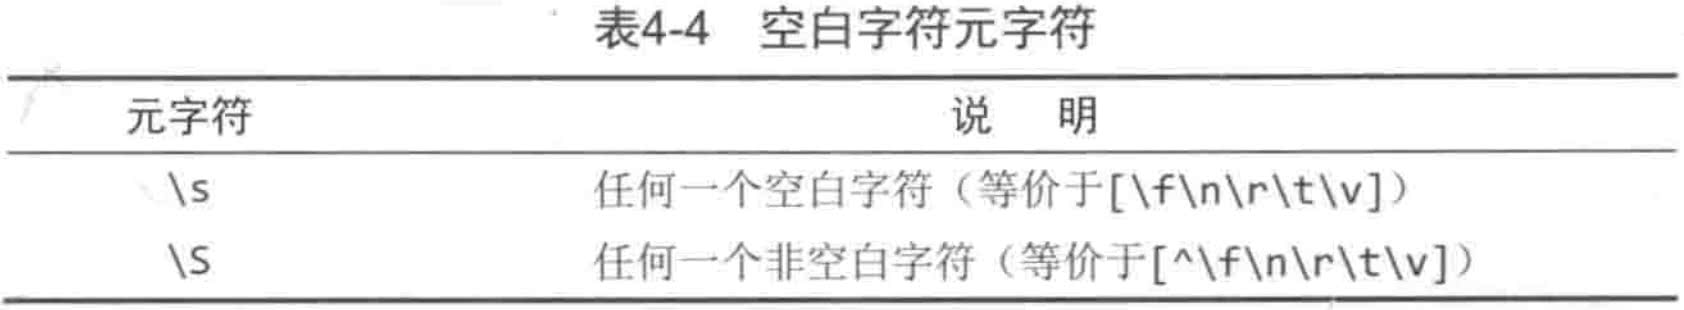 表4-4 空白字符元字符
元字符 说 明
\s 任何一个空白字符（等价于[\f\n\r\t\v]）
\S 任何一个非空白字符（等价于[^\f\n\r\t\v]）